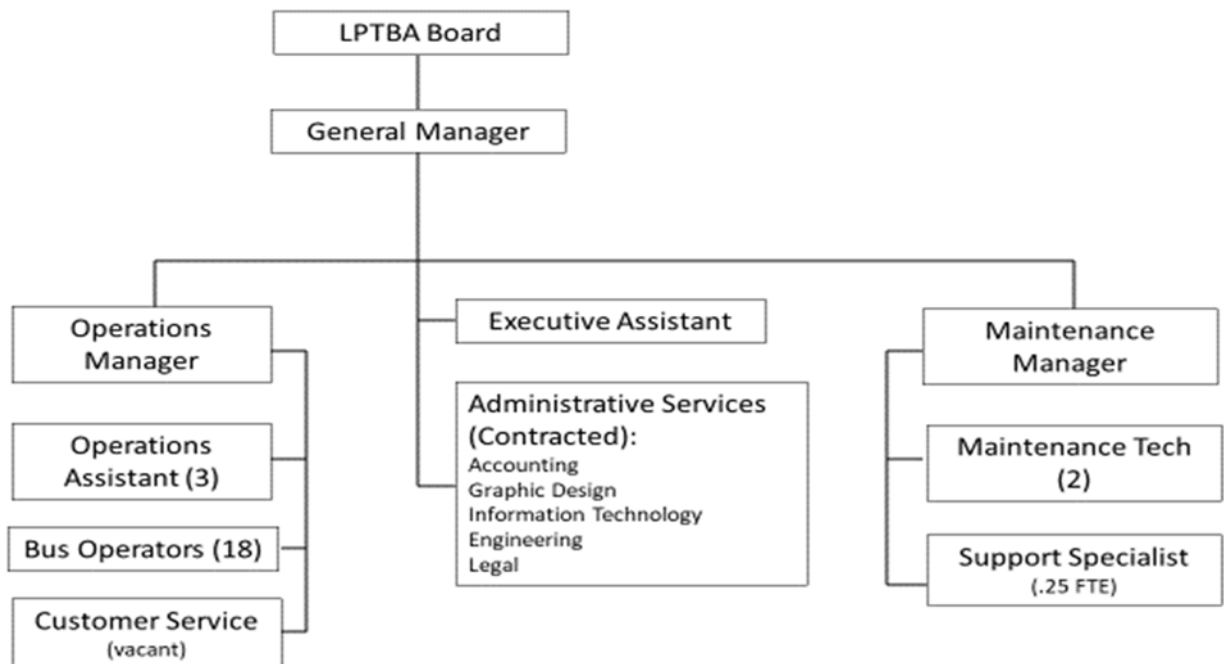 LPTBA Board
General Manager
Operations
Manager
Operations
Assistant (3)
Bus Operators (18)
Customer Service
(vacant)
Executive Assistant
Administrative Services
(Contracted):
Accounting
Graphic Design
Information Technology
Engineering
Legal
Maintenance
Manager
Maintenance Tech
(2)
Support Specialist
(.25 FTE)